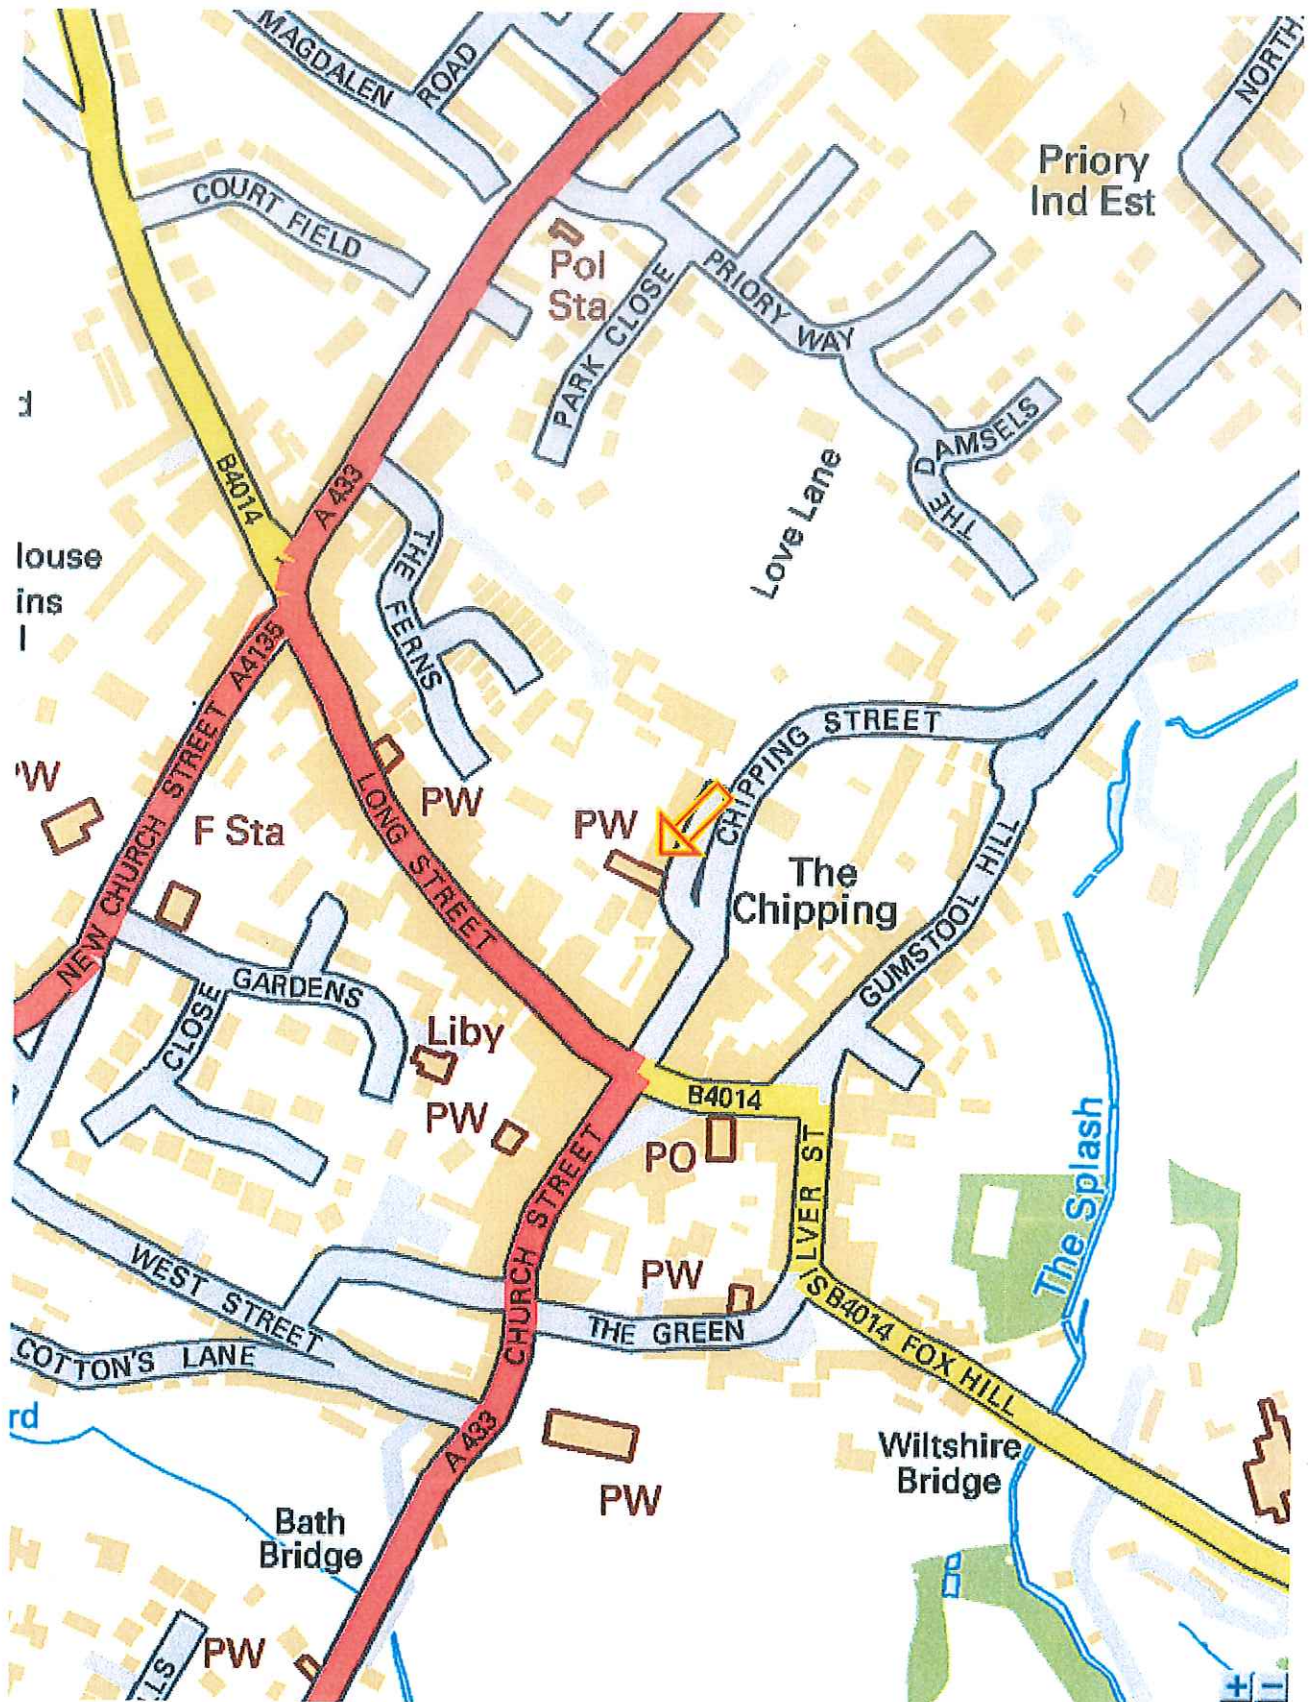 MAGDALEN
ROAD
NORTH
Priory
Ind Est
COURT FIELD
Pol
Sta
PARK CLOSE
PRIORY WAY
THE DAMSELS
d
B4014
A 433
Love Lane
louse
ins
l
THE FERNS
A4135
NEW CHURCH STREET
'W
F Sta
PW
LONG STREET
PW
CHIPPING STREET
The
Chipping
GUMSTOOL HILL
CLOSE
GARDENS
Liby
PW
B4014
PO
SILVER ST
The Splash
CHURCH STREET
PW
WEST STREET
THE GREEN
B4014 FOX HILL
COTTON'S LANE
rd
A 433
PW
Wiltshire
Bridge
Bath
Bridge
PW
LLS
+ −